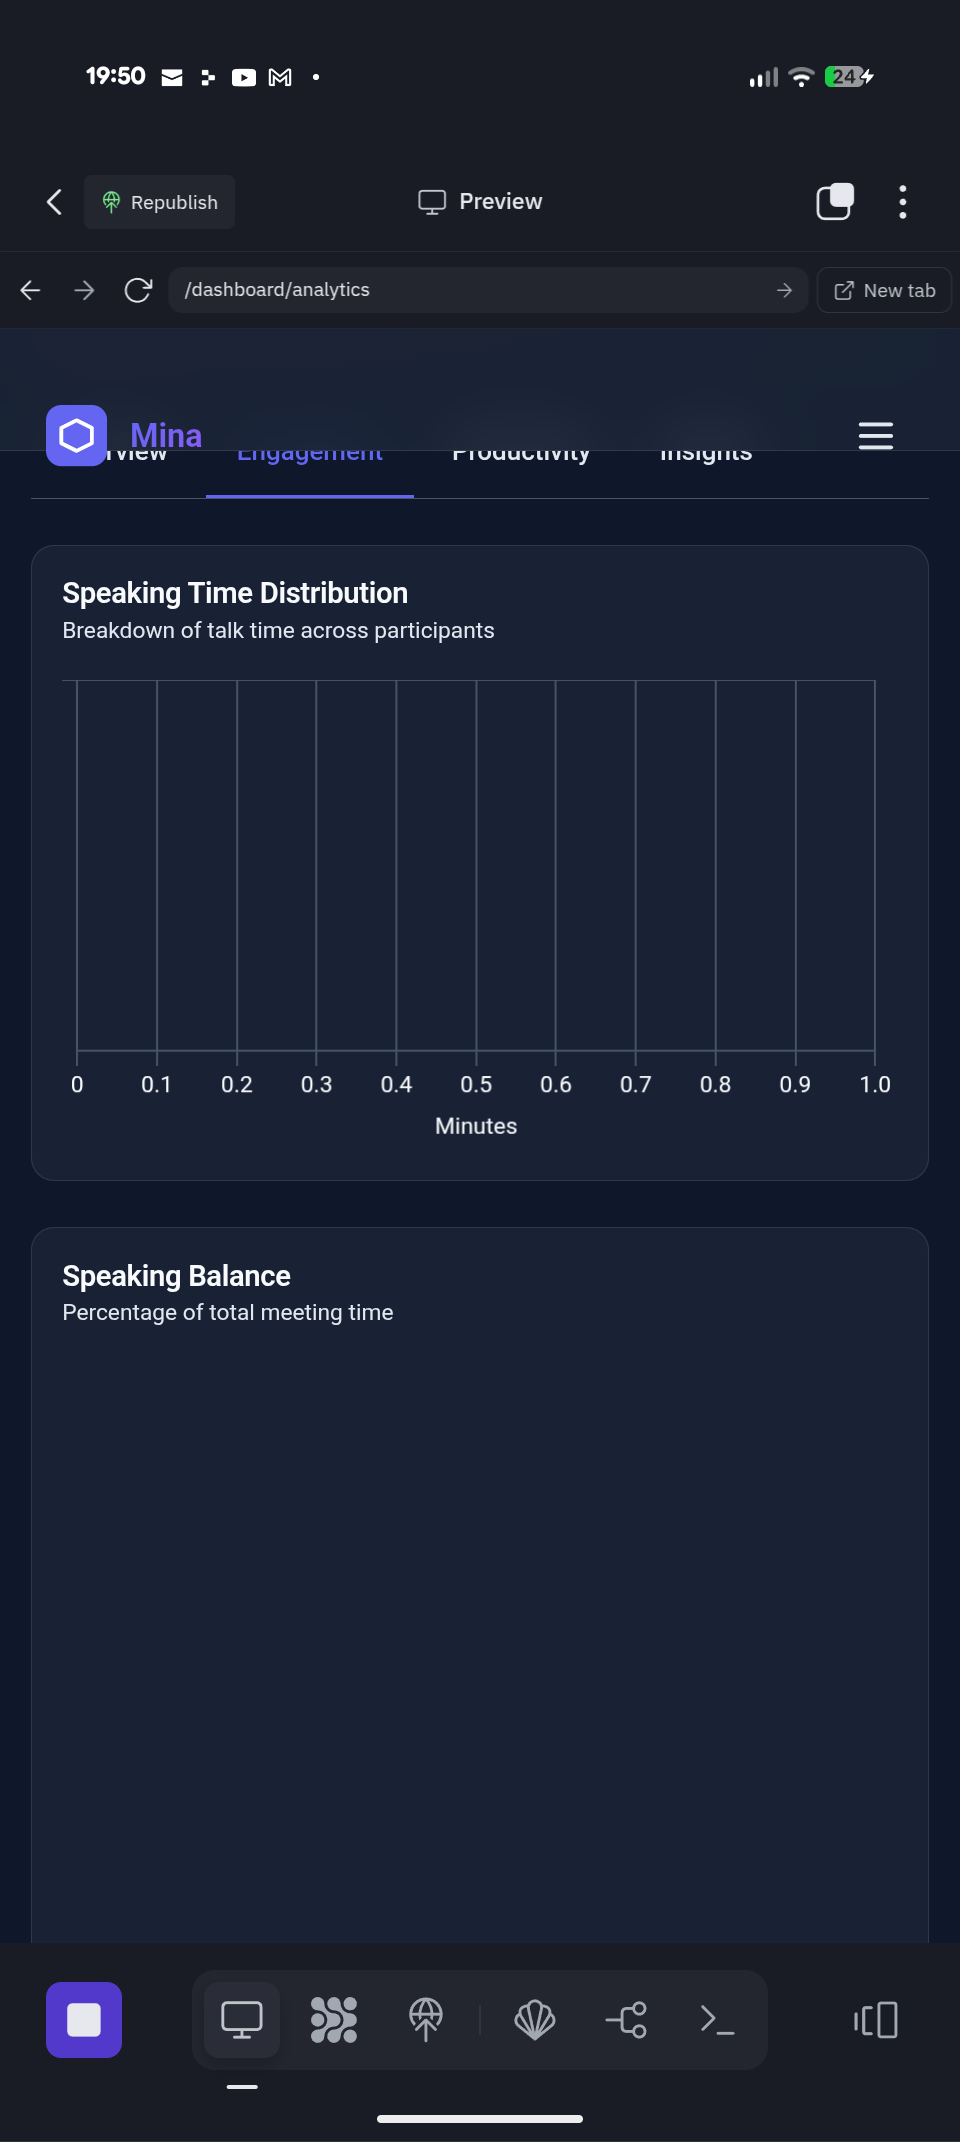 19:50
24
Republish
Preview
/dashboard/analytics
New tab
Mina
rview Engagement Productivity Insights
Speaking Time Distribution
Breakdown of talk time across participants
0 0.1 0.2 0.3 0.4 0.5 0.6 0.7 0.8 0.9 1.0
Minutes
Speaking Balance
Percentage of total meeting time